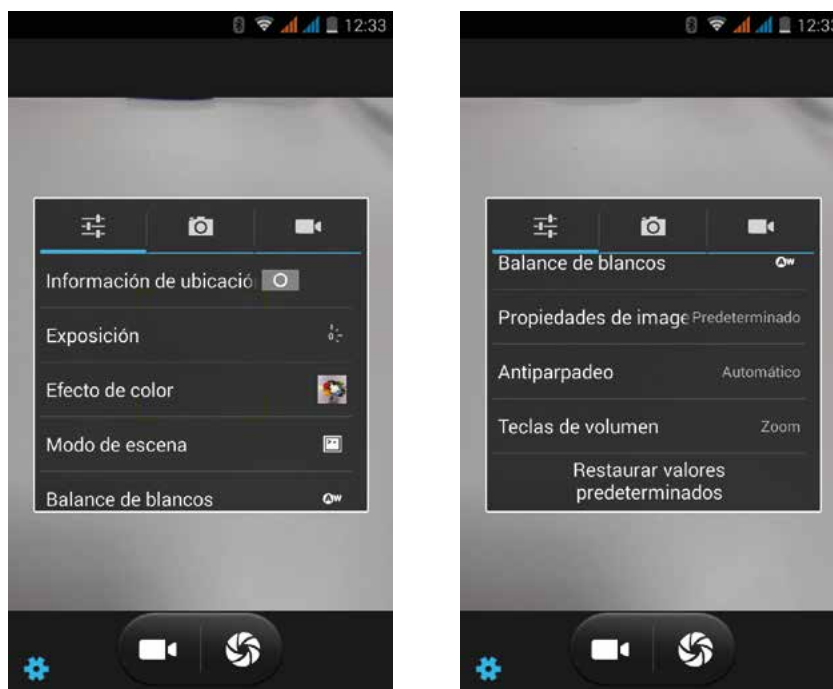 12:33
Información de ubicació
Exposición
Efecto de color
Modo de escena
Balance de blancos
12:33
Balance de blancos
Propiedades de image Predeterminado
Antiparpadeo Automático
Teclas de volumen Zoom
Restaurar valores
predeterminados